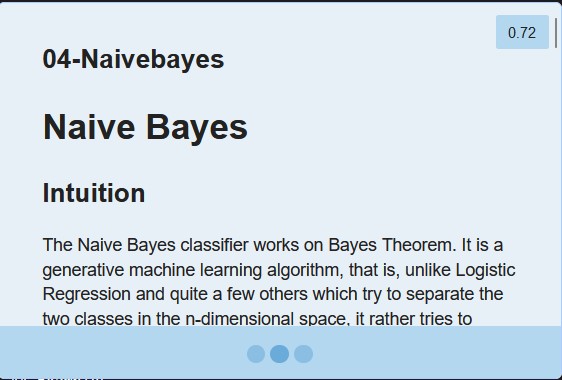 0.72
04-Naivebayes
Naive Bayes
Intuition
The Naive Bayes classifier works on Bayes Theorem. It is a
generative machine learning algorithm, that is, unlike Logistic
Regression and quite a few others which try to separate the
two classes in the n-dimensional space, it rather tries to